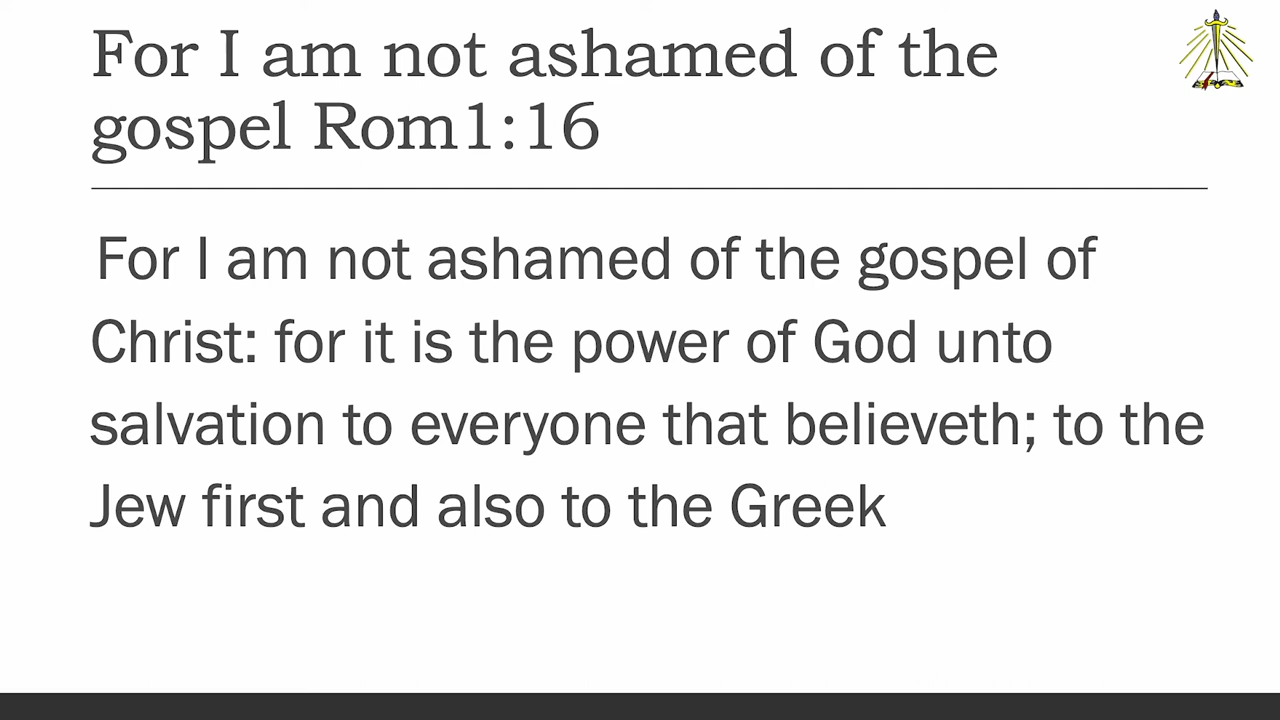 For I am not ashamed of the
gospel Rom1:16
For I am not ashamed of the gospel of
Christ: for it is the power of God unto
salvation to everyone that believeth; to the
Jew first and also to the Greek